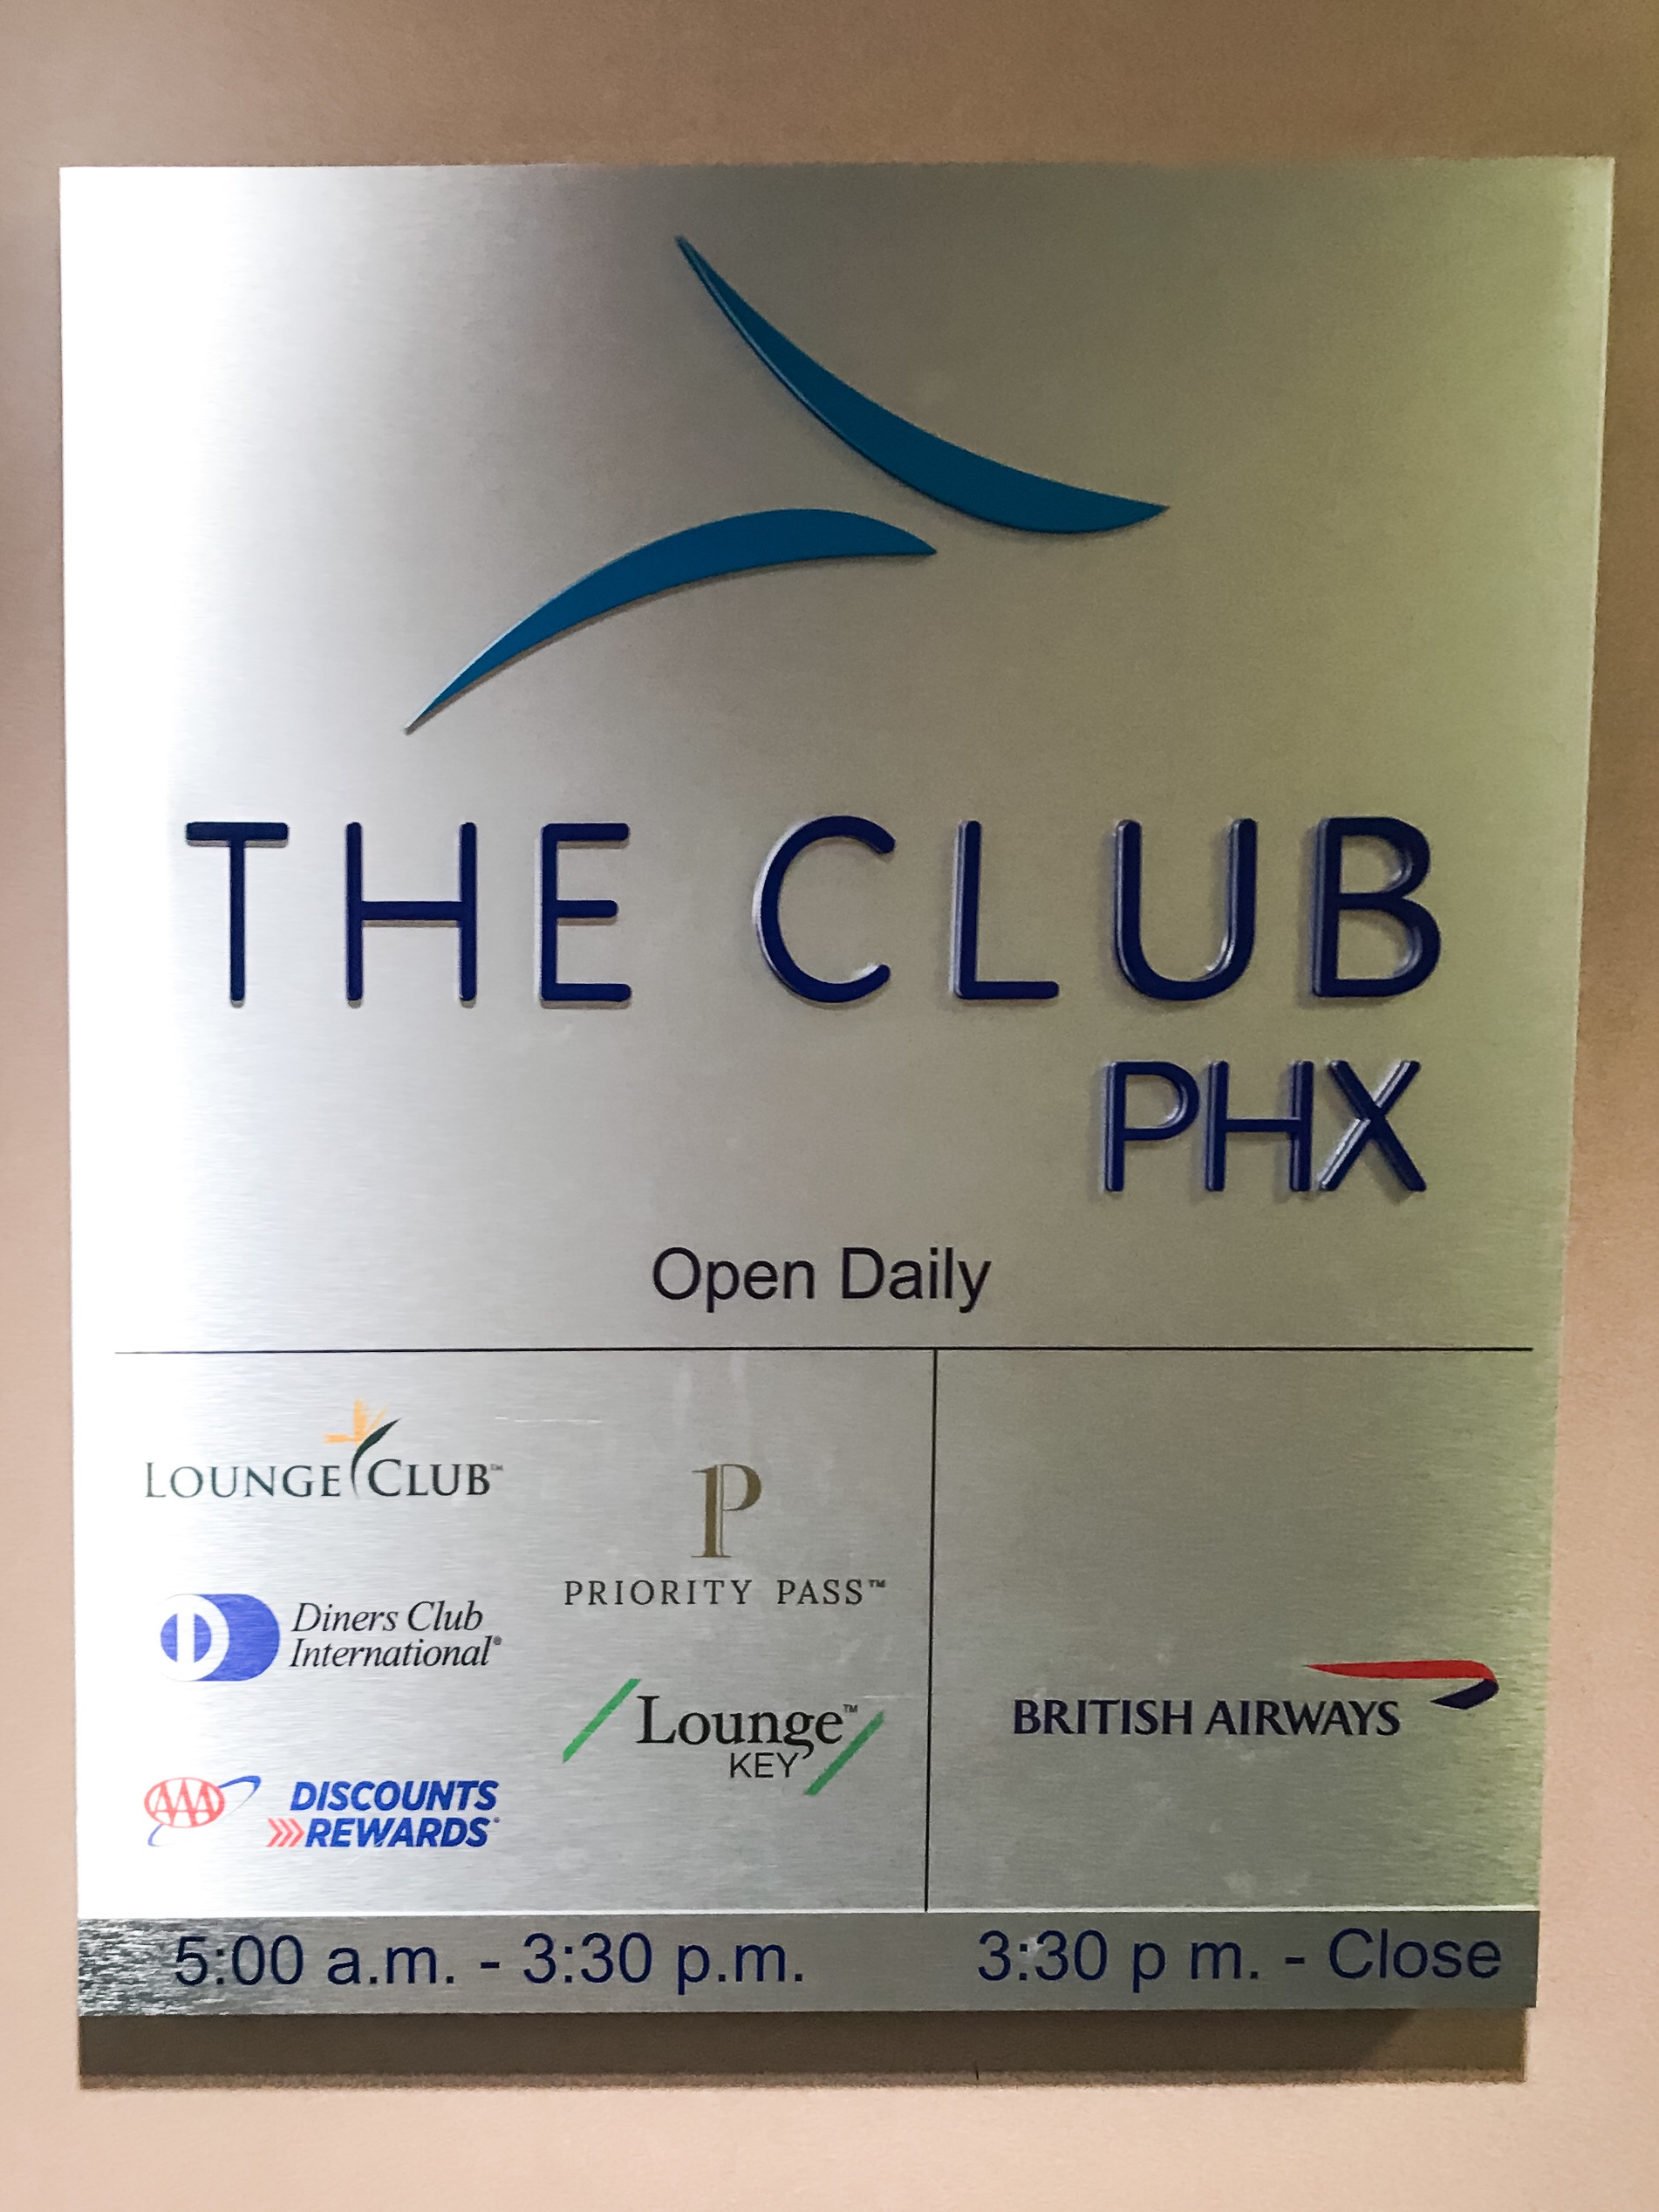 THE CLUB
PHX
Open Daily
LOUNGE CLUB™
PRIORITY PASS™
Diners Club
International®
Lounge™
KEY
AAA DISCOUNTS
REWARDS®
BRITISH AIRWAYS
5:00 a.m. - 3:30 p.m.
3:30 p m. - Close